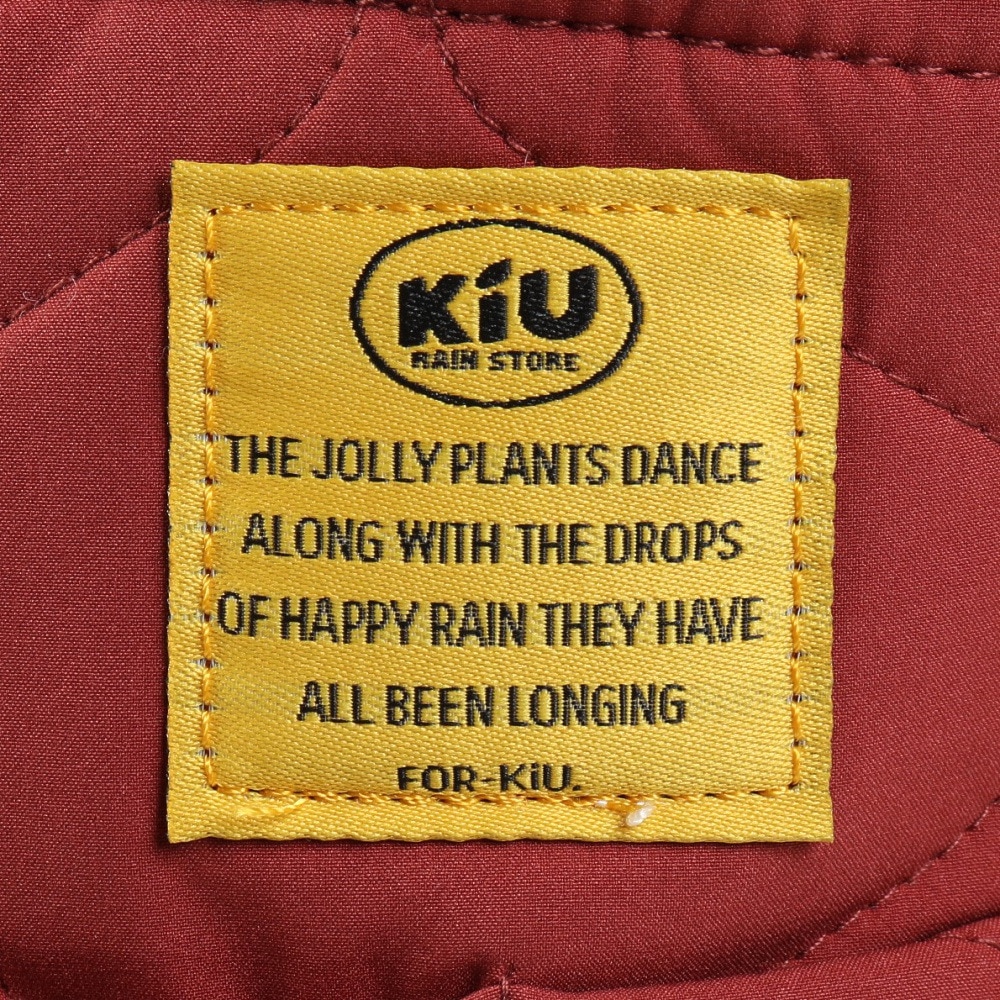 KiU
RAIN STORE
THE JOLLY PLANTS DANCE
ALONG WITH THE DROPS
OF HAPPY RAIN THEY HAVE
ALL BEEN LONGING
FOR-KiU.